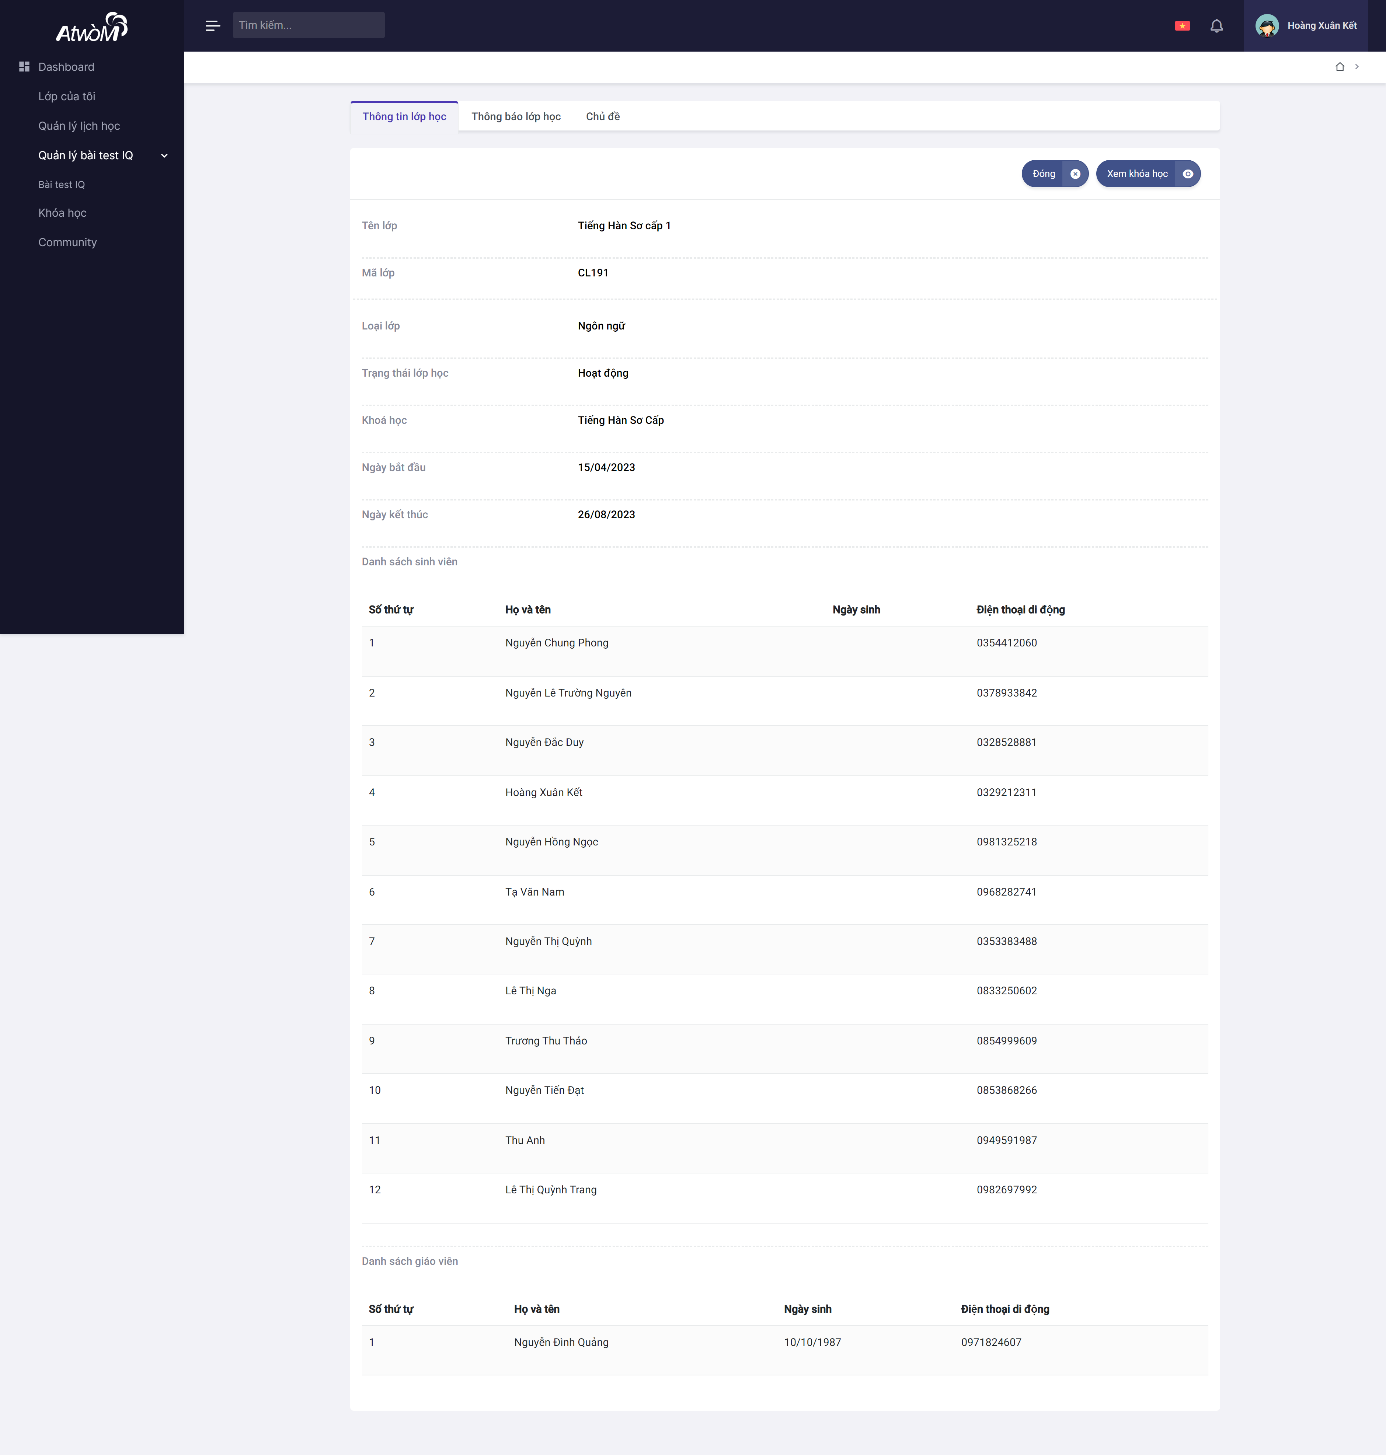 AtwòM
Tìm kiếm...
Hoàng Xuân Kết
Dashboard
Lớp của tôi
Quản lý lịch học
Quản lý bài test IQ
Bài test IQ
Khóa học
Community
Thông tin lớp học Thông báo lớp học Chủ đề
Đóng Xem khóa học
Tên lớp Tiếng Hàn Sơ cấp 1
Mã lớp CL191
Loại lớp Ngôn ngữ
Trạng thái lớp học Hoạt động
Khoá học Tiếng Hàn Sơ Cấp
Ngày bắt đầu 15/04/2023
Ngày kết thúc 26/08/2023
Danh sách sinh viên
Số thứ tự Họ và tên Ngày sinh Điện thoại di động
1 Nguyễn Chung Phong 0354412060
2 Nguyễn Lê Trường Nguyên 0378933842
3 Nguyễn Đắc Duy 0328528881
4 Hoàng Xuân Kết 0329212311
5 Nguyễn Hồng Ngọc 0981325218
6 Tạ Văn Nam 0968282741
7 Nguyễn Thị Quỳnh 0353383488
8 Lê Thị Nga 0833250602
9 Trương Thu Thảo 0854999609
10 Nguyễn Tiến Đạt 0853868266
11 Thu Anh 0949591987
12 Lê Thị Quỳnh Trang 0982697992
Danh sách giáo viên
Số thứ tự Họ và tên Ngày sinh Điện thoại di động
1 Nguyễn Đình Quảng 10/10/1987 0971824607